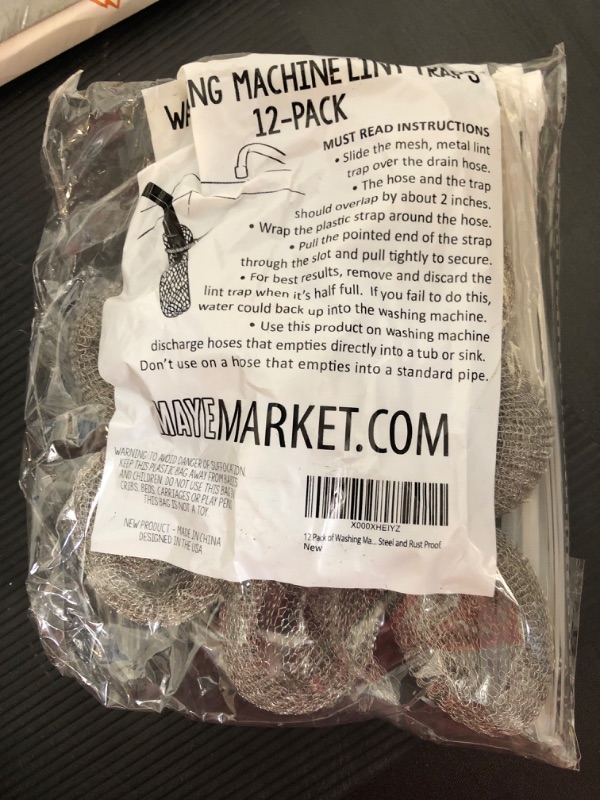 WA NG MACHINE LINT TRAPS
12-PACK
MUST READ INSTRUCTIONS
• Slide the mesh, metal lint
trap over the drain hose.
• The hose and the trap
should overlap by about 2 inches.
• Wrap the plastic strap around the hose.
• Pull the pointed end of the strap
through the slot and pull tightly to secure.
• For best results, remove and discard the
lint trap when it's half full. If you fail to do this,
water could back up into the washing machine.
• Use this product on washing machine
discharge hoses that empties directly into a tub or sink.
Don't use on a hose that empties into a standard pipe.
MAYEMARKET.COM
WARNING: TO AVOID DANGER OF SUFFOCATION,
KEEP THIS PLASTIC BAG AWAY FROM BABIES
AND CHILDREN. DO NOT USE THIS BAG IN
CRIBS, BEDS, CARRIAGES OR PLAY PENS.
THIS BAG IS NOT A TOY
NEW PRODUCT - MADE IN CHINA
DESIGNED IN THE USA
X000XHEIYZ
12 Pack of Washing Ma... Steel and Rust Proof
New